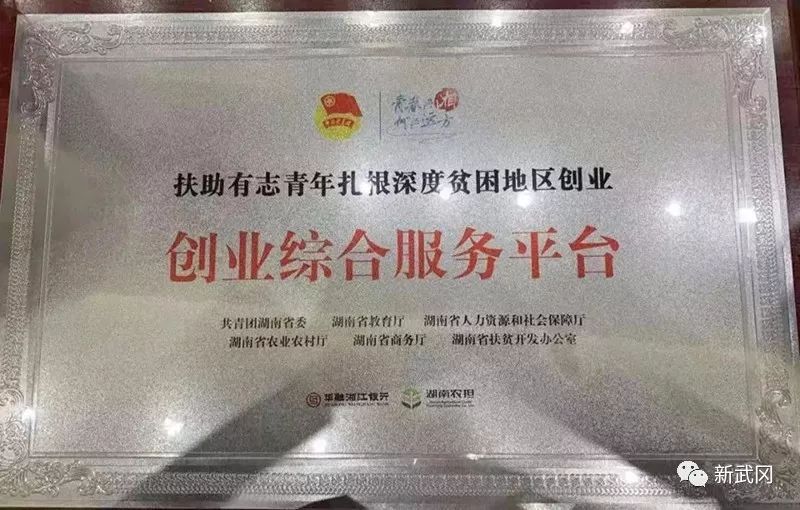 扶助有志青年扎根深度贫困地区创业
创业综合服务平台
共青团湖南省委 湖南省教育厅 湖南省人力资源和社会保障厅
湖南省农业农村厅 湖南省商务厅 湖南省扶贫开发办公室
华融湘江银行 湖南农担
新武冈